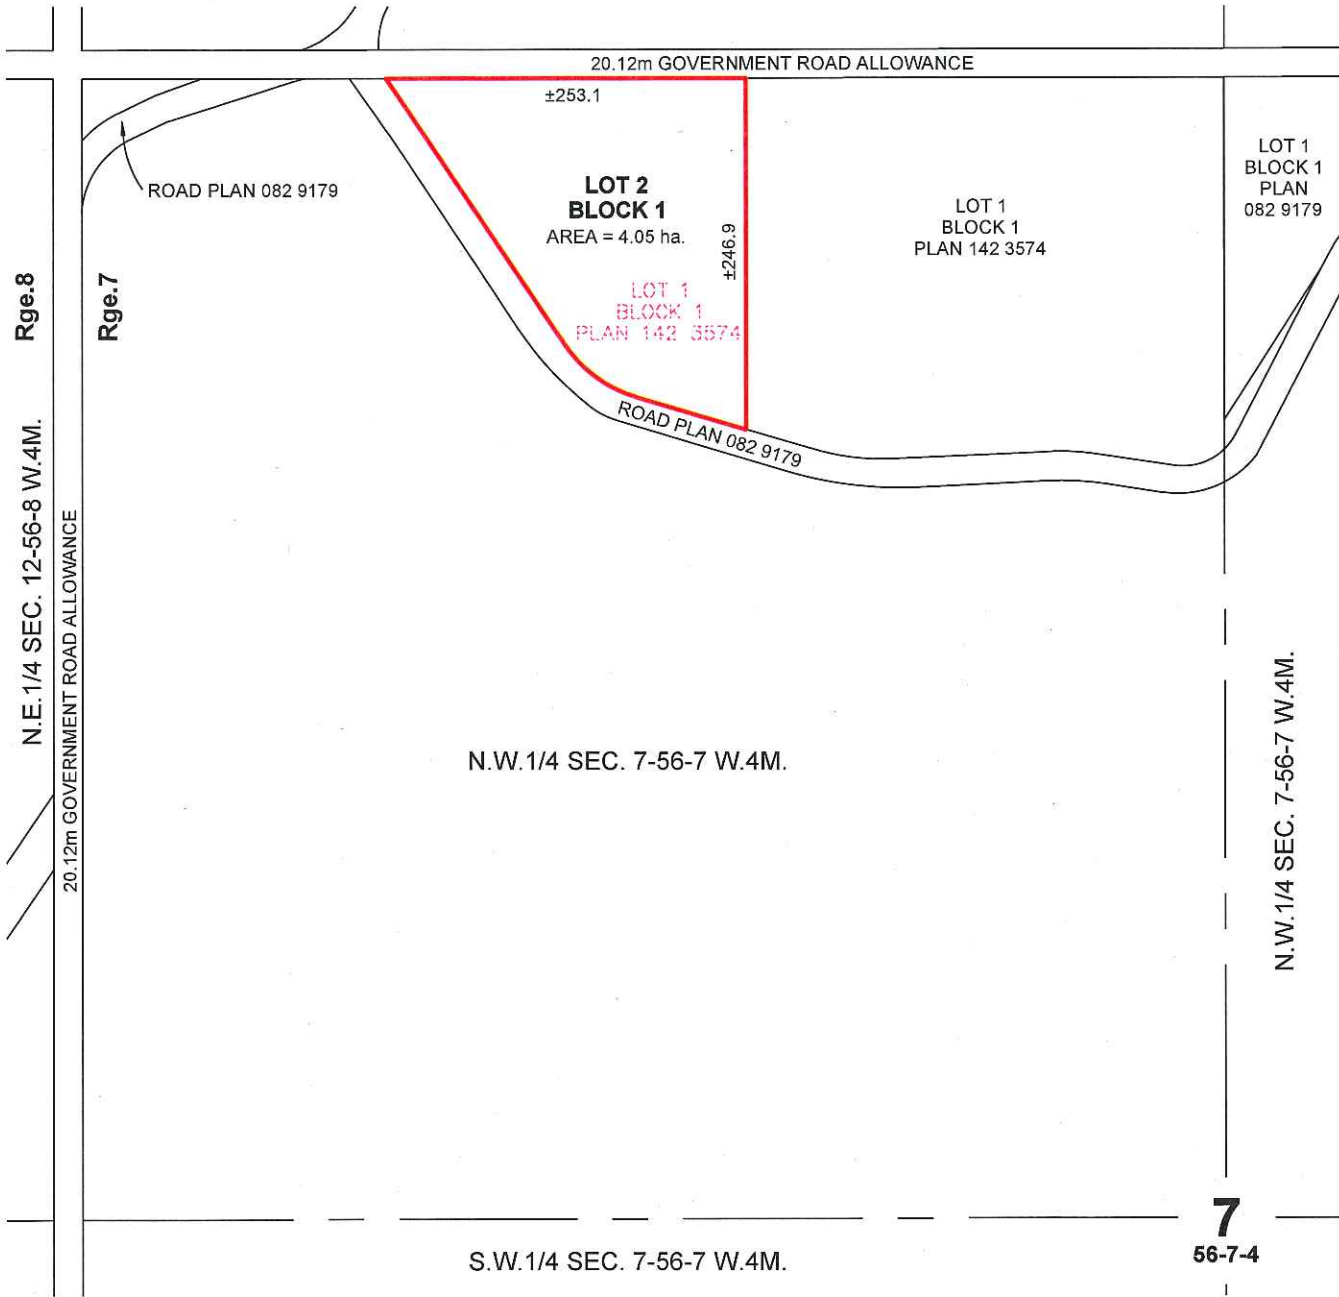 20.12m GOVERNMENT ROAD ALLOWANCE
±253.1
ROAD PLAN 082 9179
LOT 2
BLOCK 1
AREA = 4.05 ha.
±246.9
LOT 1
BLOCK 1
PLAN 142 3574
LOT 1
BLOCK 1
PLAN 142 3574
LOT 1
BLOCK 1
PLAN
082 9179
Rge.8
Rge.7
ROAD PLAN 082 9179
N.E.1/4 SEC. 12-56-8 W.4M.
20.12m GOVERNMENT ROAD ALLOWANCE
N.W.1/4 SEC. 7-56-7 W.4M.
N.W.1/4 SEC. 7-56-7 W.4M.
7
56-7-4
S.W.1/4 SEC. 7-56-7 W.4M.